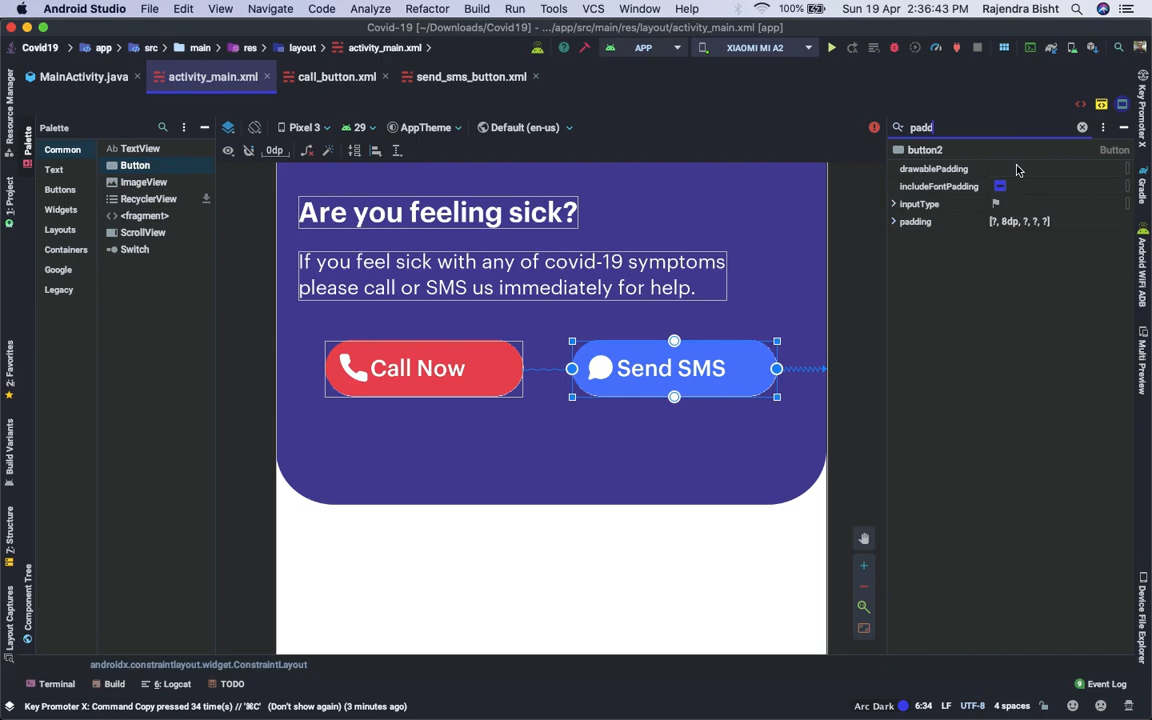 Android Studio File Edit View Navigate Code Analyze Refactor Build Run Tools VCS Window Help 100% Sun 19 Apr 2:36:43 PM Rajendra Bisht
Covid-19 [~/Downloads/Covid19] - .../app/src/main/res/layout/activity_main.xml [app]
Covid19 app src main res layout activity_main.xml APP XIAOMI MI A2
MainActivity.java activity_main.xml call_button.xml send_sms_button.xml
Palette Pixel 3 29 AppTheme Default (en-us) padd
Common
Text
Buttons
Widgets
Layouts
Containers
Google
Legacy
Ab TextView
Button
ImageView
RecyclerView
<fragment>
ScrollView
Switch
0dp
Are you feeling sick?
If you feel sick with any of covid-19 symptoms
please call or SMS us immediately for help.
Call Now
Send SMS
button2 Button
drawablePadding
includeFontPadding
inputType
padding [?, 8dp, ?, ?, ?]
Resource Manager
Palette
1: Project
2: Favorites
Build Variants
7: Structure
Layout Captures
Component Tree
Key Promoter X
Gradle
Android WiFi ADB
Multi Preview
Device File Explorer
androidx.constraintlayout.widget.ConstraintLayout
Terminal Build 6: Logcat TODO Event Log
Key Promoter X: Command Copy pressed 34 time(s) // '⌘C' (Don't show again) (3 minutes ago) Arc Dark 6:34 LF UTF-8 4 spaces